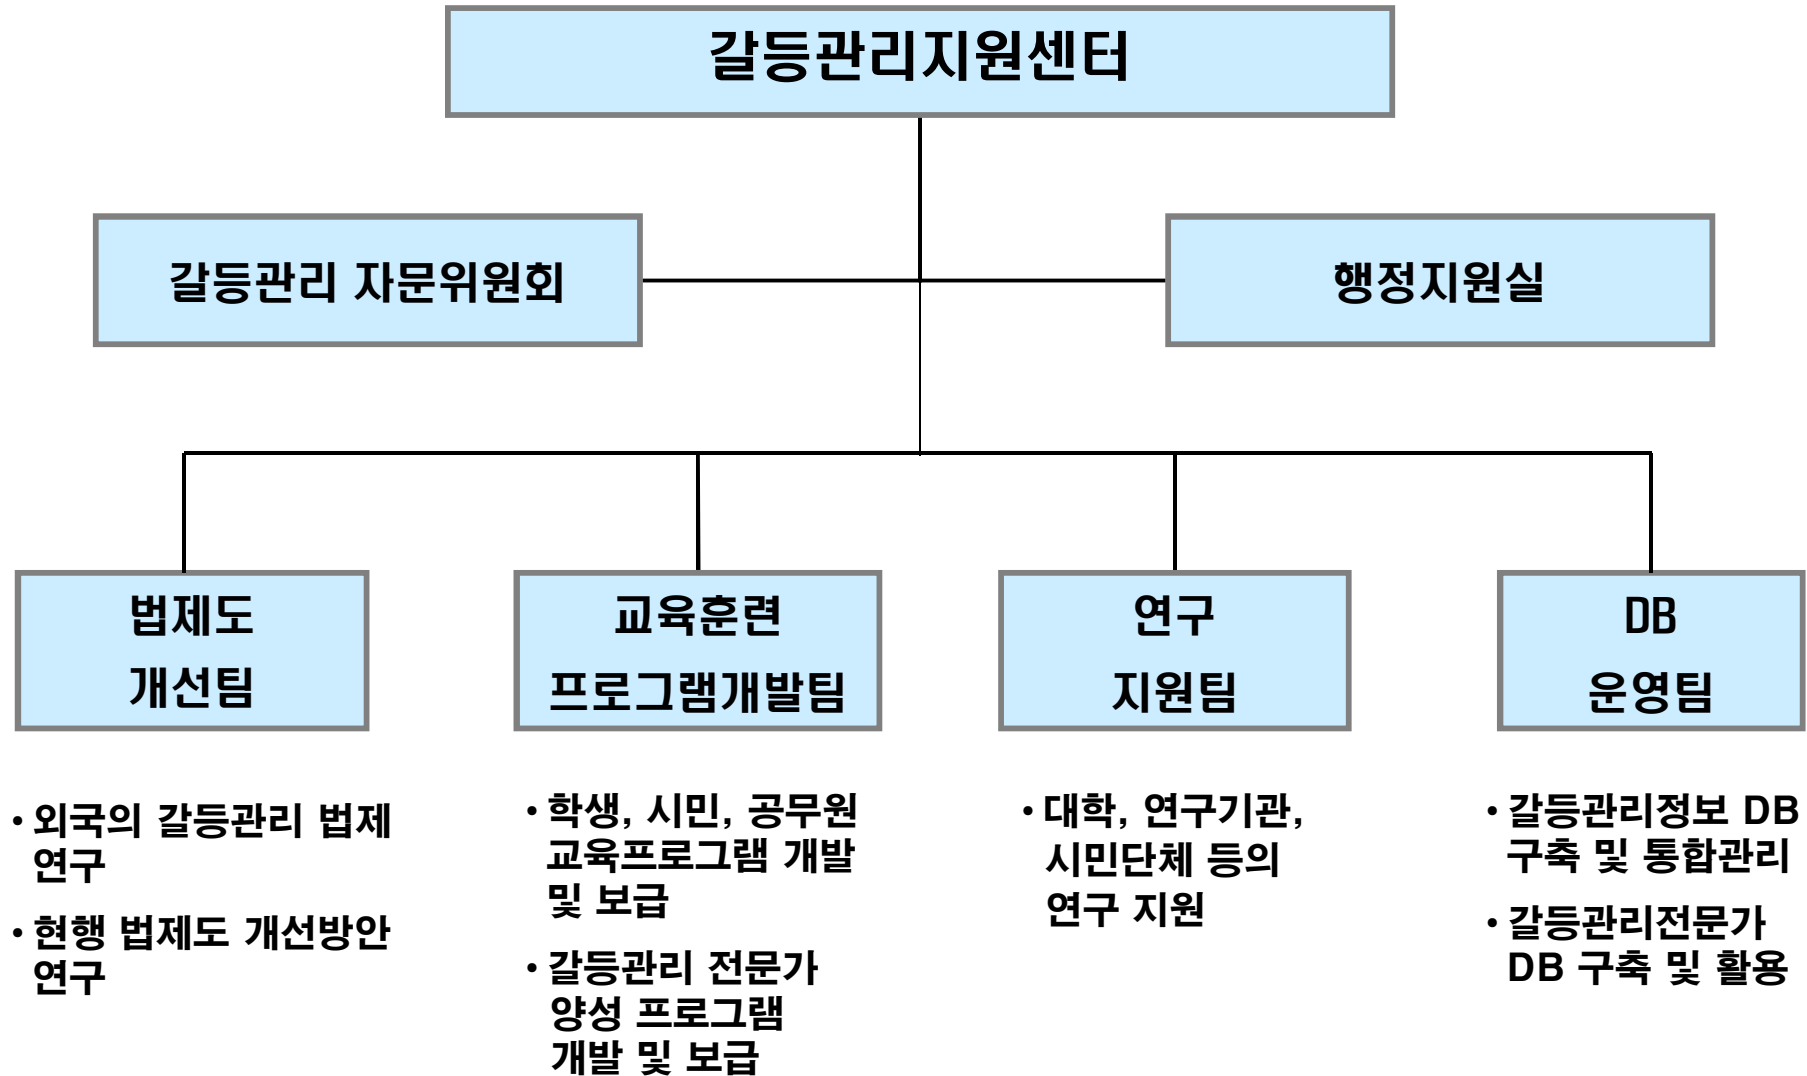 갈등관리지원센터
갈등관리 자문위원회
행정지원실
법제도
개선팀
교육훈련
프로그램개발팀
연구
지원팀
DB
운영팀
• 외국의 갈등관리 법제
연구
• 현행 법제도 개선방안
연구
• 학생, 시민, 공무원
교육프로그램 개발
및 보급
• 갈등관리 전문가
양성 프로그램
개발 및 보급
• 대학, 연구기관,
시민단체 등의
연구 지원
• 갈등관리정보 DB
구축 및 통합관리
• 갈등관리전문가
DB 구축 및 활용